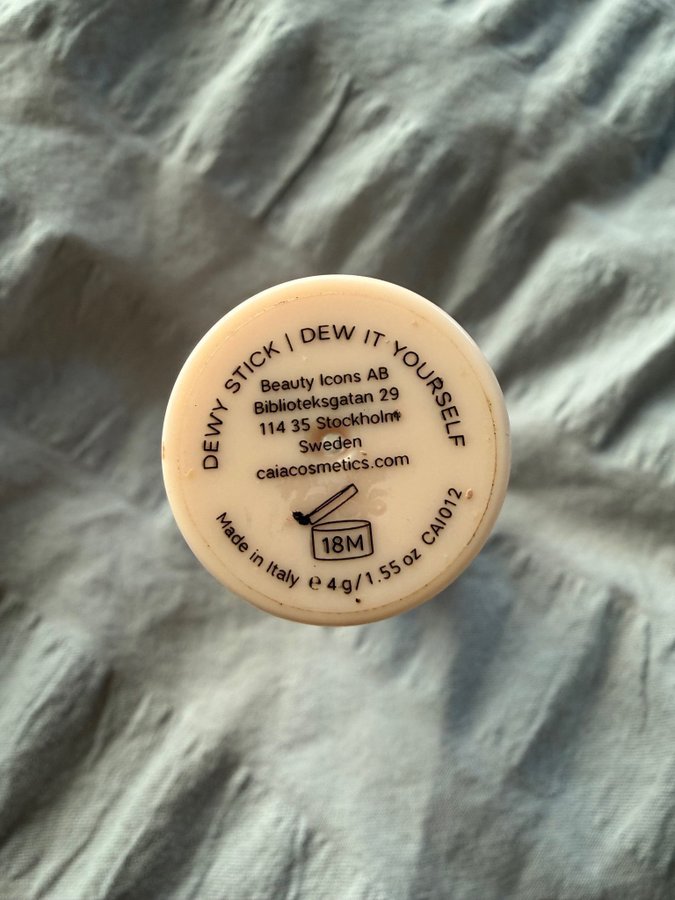 DEWY STICK | DEW IT YOURSELF
Beauty Icons AB
Biblioteksgatan 29
114 35 Stockholm
Sweden
caiacosmetics.com
18M
Made in Italy ℮ 4 g/1.55 oz CAI012